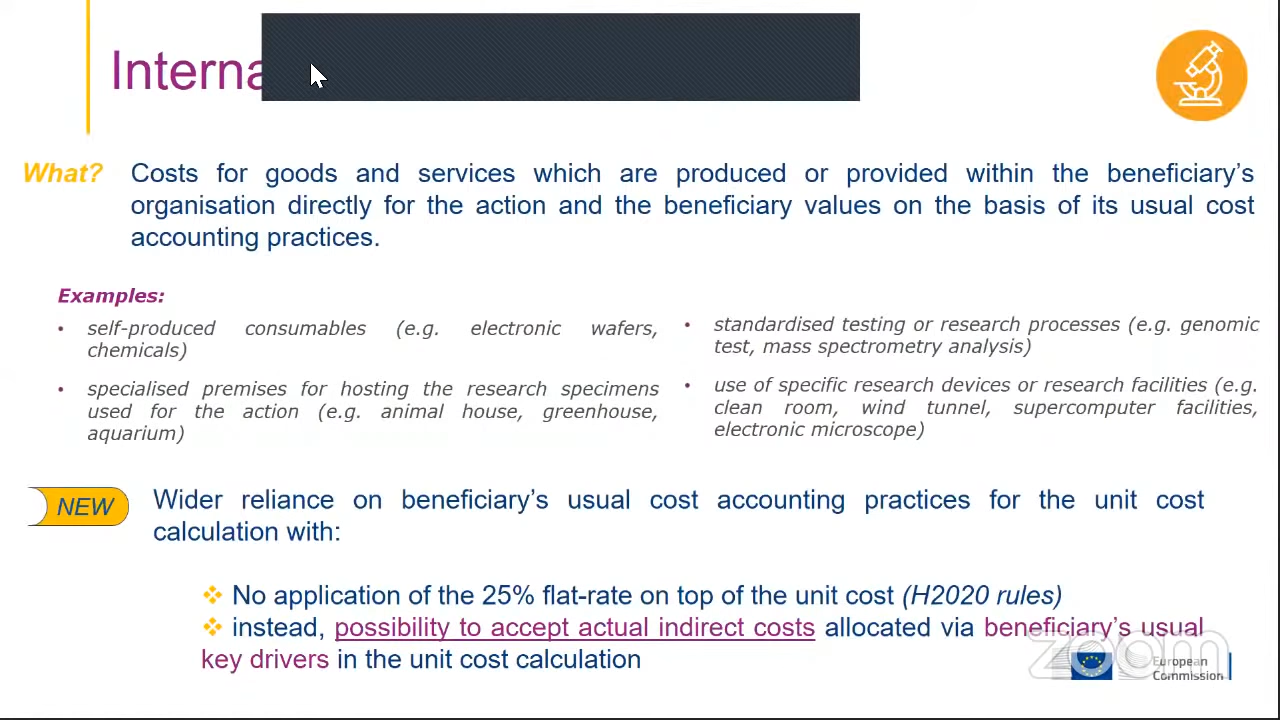 Interna
What?
Costs for goods and services which are produced or provided within the beneficiary's
organisation directly for the action and the beneficiary values on the basis of its usual cost
accounting practices.
Examples:
• self-produced consumables (e.g. electronic wafers,
chemicals)
• specialised premises for hosting the research specimens
used for the action (e.g. animal house, greenhouse,
aquarium)
• standardised testing or research processes (e.g. genomic
test, mass spectrometry analysis)
• use of specific research devices or research facilities (e.g.
clean room, wind tunnel, supercomputer facilities,
electronic microscope)
NEW
Wider reliance on beneficiary's usual cost accounting practices for the unit cost
calculation with:
❖ No application of the 25% flat-rate on top of the unit cost (H2020 rules)
❖ instead, possibility to accept actual indirect costs allocated via beneficiary's usual
key drivers in the unit cost calculation
zoom
European
Commission